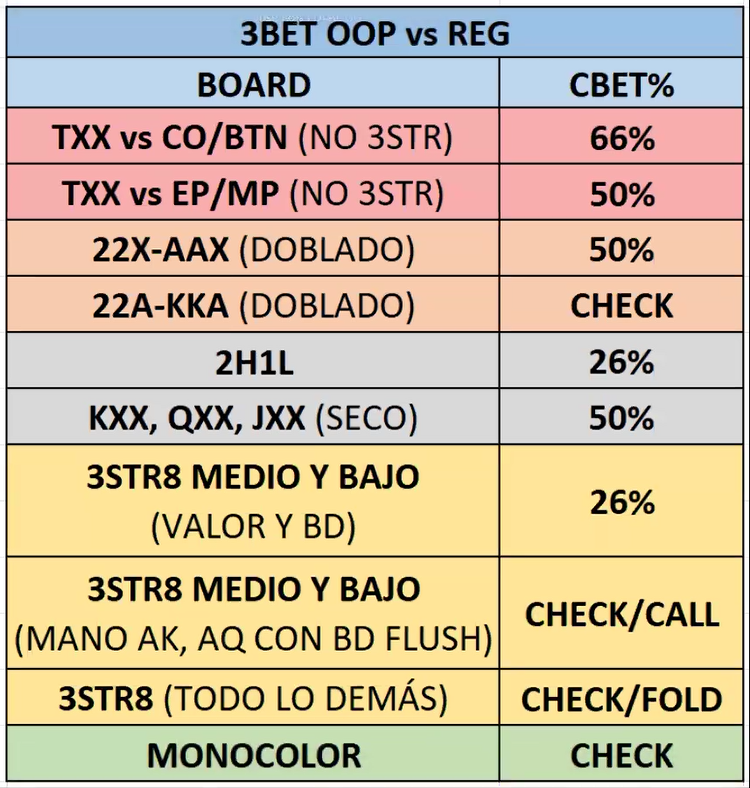 3BET OOP vs REG
BOARD CBET%
TXX vs CO/BTN (NO 3STR) 66%
TXX vs EP/MP (NO 3STR) 50%
22X-AAX (DOBLADO) 50%
22A-KKA (DOBLADO) CHECK
2H1L 26%
KXX, QXX, JXX (SECO) 50%
3STR8 MEDIO Y BAJO
(VALOR Y BD)
26%
3STR8 MEDIO Y BAJO
(MANO AK, AQ CON BD FLUSH)
CHECK/CALL
3STR8 (TODO LO DEMÁS) CHECK/FOLD
MONOCOLOR CHECK